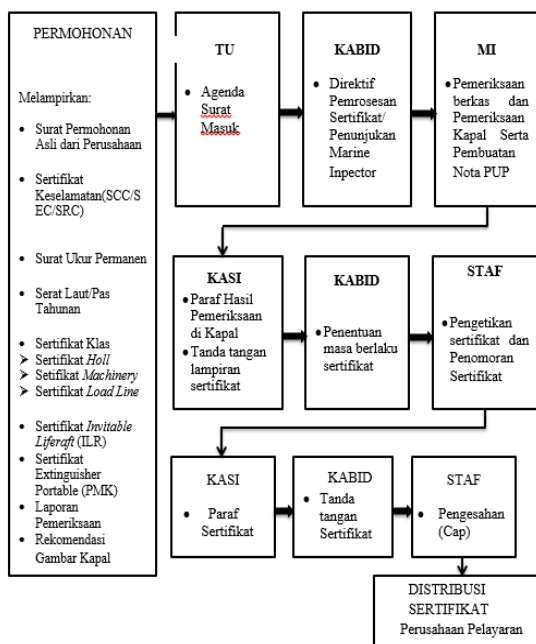 PERMOHONAN
Melampirkan:
• Surat Permohonan
Asli dari Perusahaan
• Sertifikat
Keselamatan(SCC/S
EC/SRC)
• Surat Ukur Permanen
• Serat Laut/Pas
Tahunan
• Sertifikat Klas
➢ Sertifikat Holl
➢ Setifikat Machinery
➢ Sertifikat Load Line
• Sertifikat Invitable
Liferaft (ILR)
• Sertifikat
Extinguisher
Portable (PMK)
• Laporan
Pemeriksaan
• Rekomendasi
Gambar Kapal
TU
• Agenda
Surat
Masuk
KABID
• Direktif
Pemrosesan
Sertifikat/
Penunjukan
Marine
Inpector
MI
• Pemeriksaan
berkas dan
Pemeriksaan
Kapal Serta
Pembuatan
Nota PUP
KASI
• Paraf Hasil
Pemeriksaan
di Kapal
• Tanda tangan
lampiran
sertifikat
KABID
• Penentuan
masa berlaku
sertifikat
STAF
• Pengetikan
sertifikat dan
Penomoran
Sertifikat
KASI
• Paraf
Sertifikat
KABID
• Tanda
tangan
Sertifikat
STAF
• Pengesahan
(Cap)
DISTRIBUSI
SERTIFIKAT
Perusahaan Pelayaran